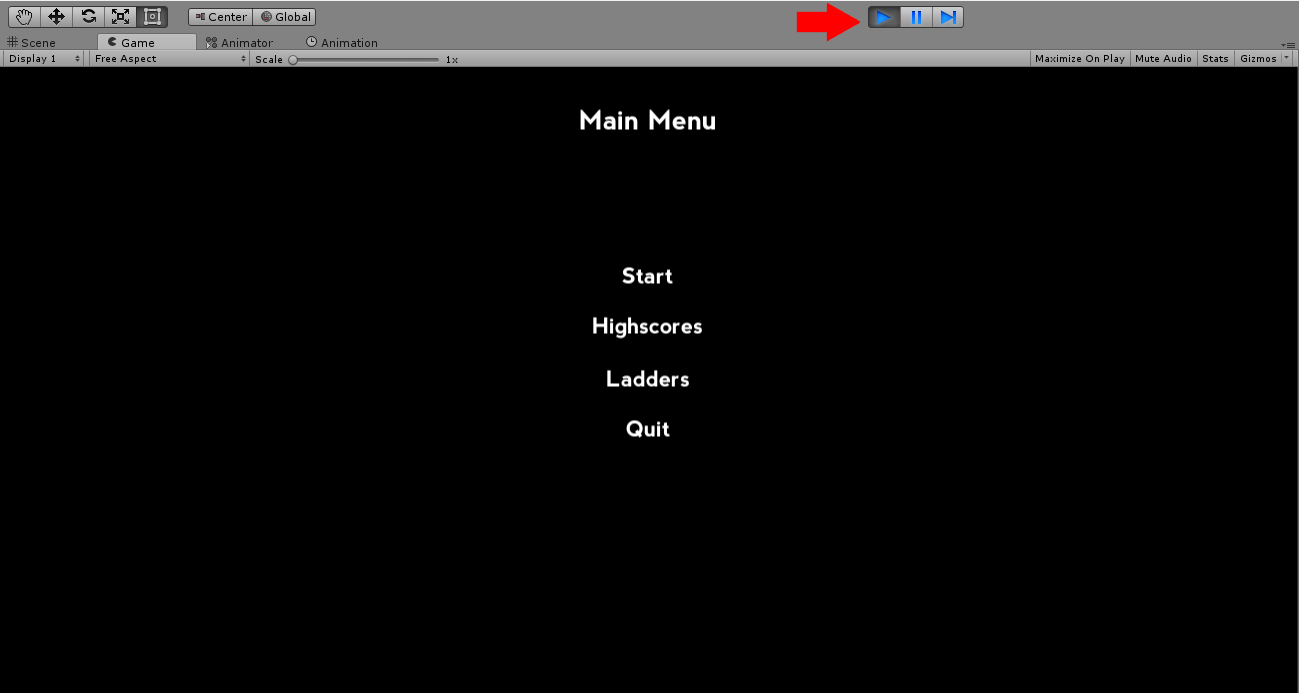 Center Global
Scene Game Animator Animation
Display 1 Free Aspect Scale 1x Maximize On Play Mute Audio Stats Gizmos
Main Menu
Start
Highscores
Ladders
Quit